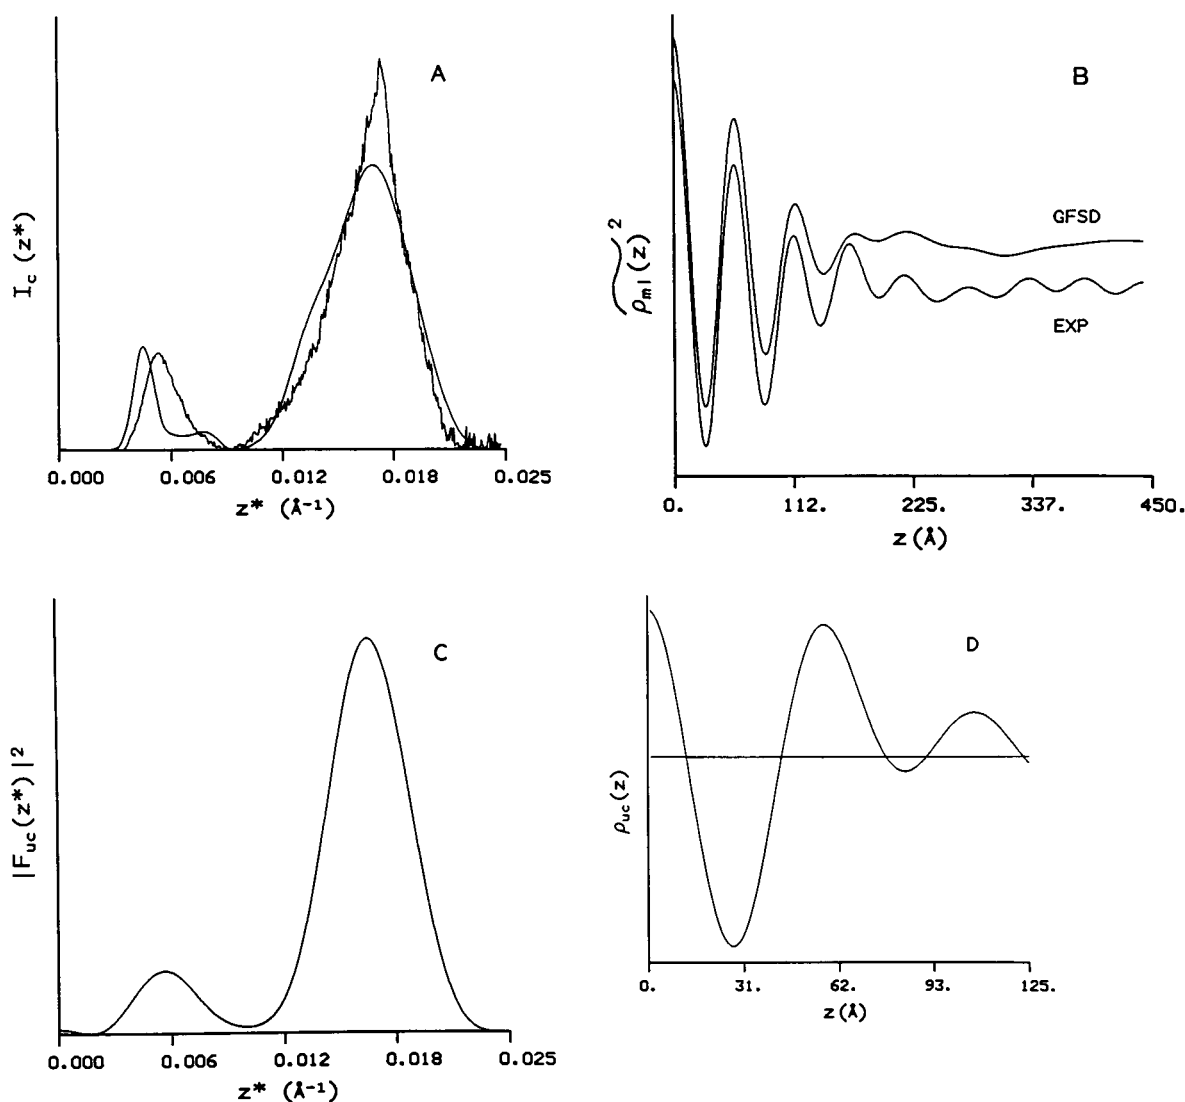 A
I_c (z*)
0.000 0.006 0.012 0.018 0.025
z* (Å⁻¹)
B
ρ_ml(z)²
GFSD
EXP
0. 112. 225. 337. 450.
z (Å)
C
|F_uc(z*)|²
0.000 0.006 0.012 0.018 0.025
z* (Å⁻¹)
D
ρ_uc(z)
0. 31. 62. 93. 125.
z (Å)